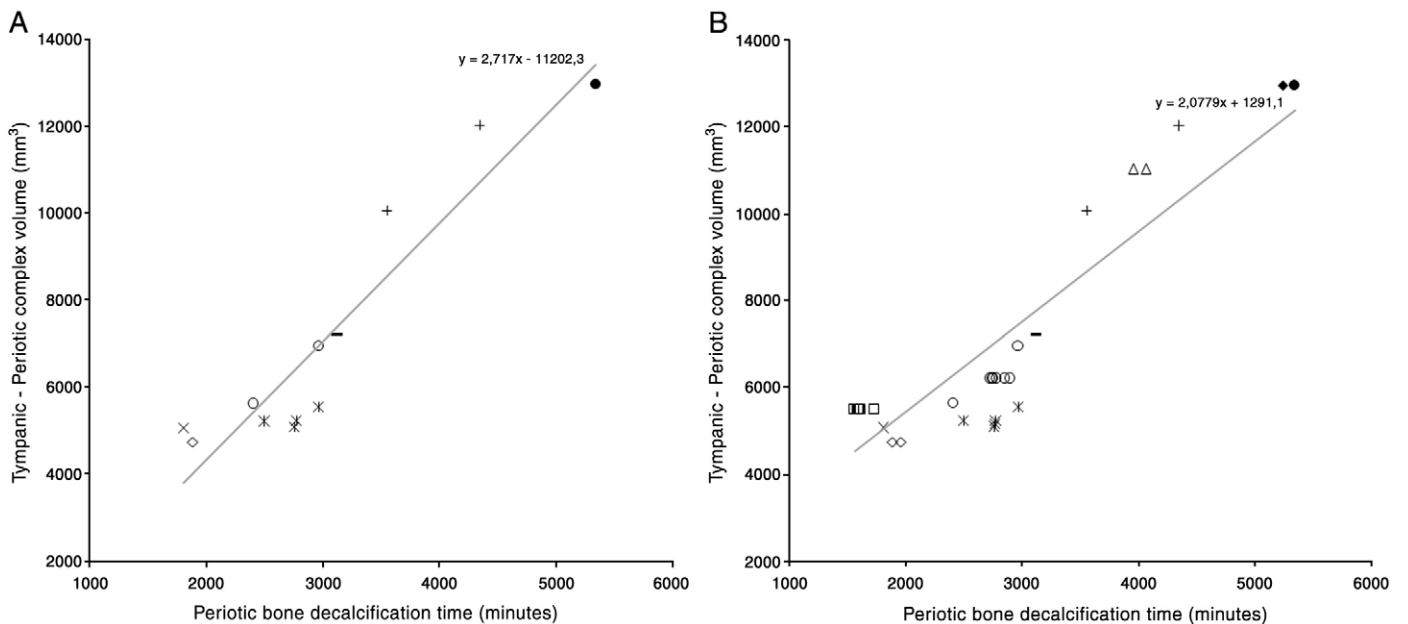 A
14000
12000
10000
8000
6000
4000
2000
1000 2000 3000 4000 5000 6000
Tympanic - Periotic complex volume (mm³)
Periotic bone decalcification time (minutes)
y = 2,717x - 11202,3
B
14000
12000
10000
8000
6000
4000
2000
1000 2000 3000 4000 5000 6000
Tympanic - Periotic complex volume (mm³)
Periotic bone decalcification time (minutes)
y = 2,0779x + 1291,1